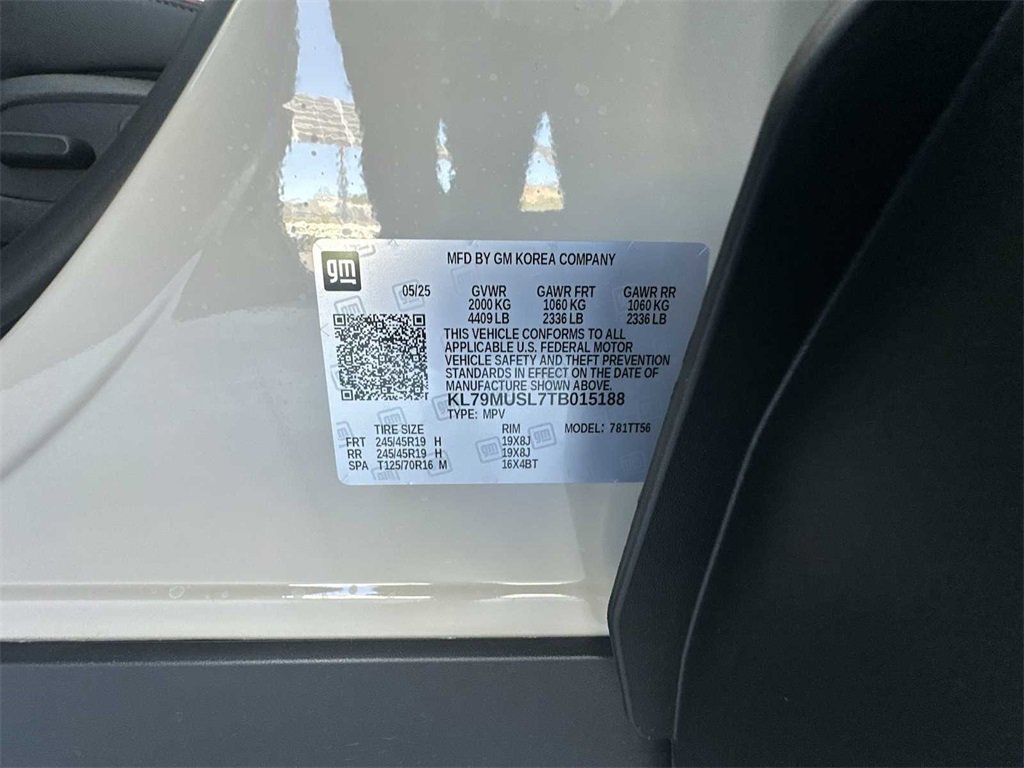 gm
MFD BY GM KOREA COMPANY
05/25 GVWR GAWR FRT GAWR RR
2000 KG 1060 KG 1060 KG
4409 LB 2336 LB 2336 LB
THIS VEHICLE CONFORMS TO ALL
APPLICABLE U.S. FEDERAL MOTOR
VEHICLE SAFETY AND THEFT PREVENTION
STANDARDS IN EFFECT ON THE DATE OF
MANUFACTURE SHOWN ABOVE.
KL79MUSL7TB015188
TYPE: MPV
TIRE SIZE RIM MODEL: 781TT56
FRT 245/45R19 H 19X8J
RR 245/45R19 H 19X8J
SPA T125/70R16 M 16X4BT